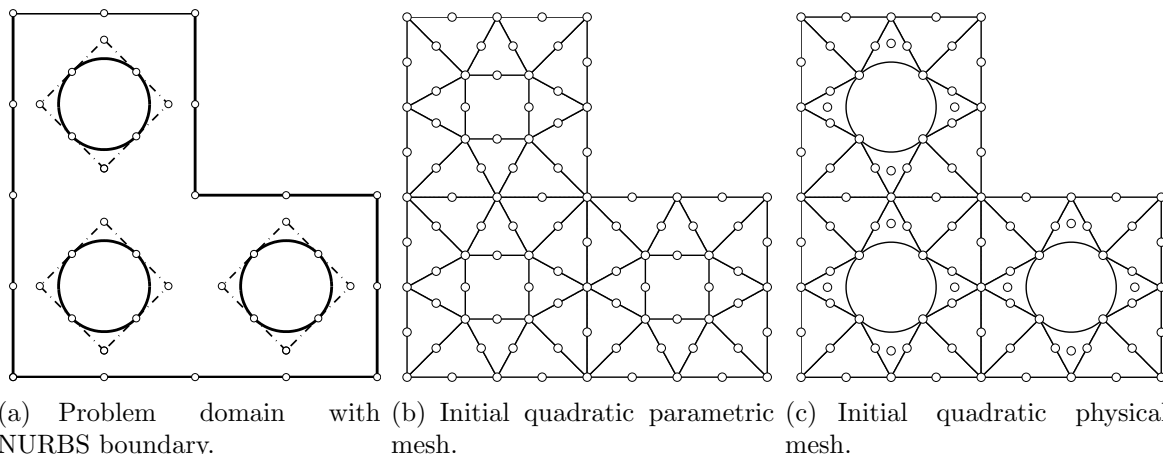 (a) Problem domain with
NURBS boundary.
(b) Initial quadratic parametric
mesh.
(c) Initial quadratic physical
mesh.